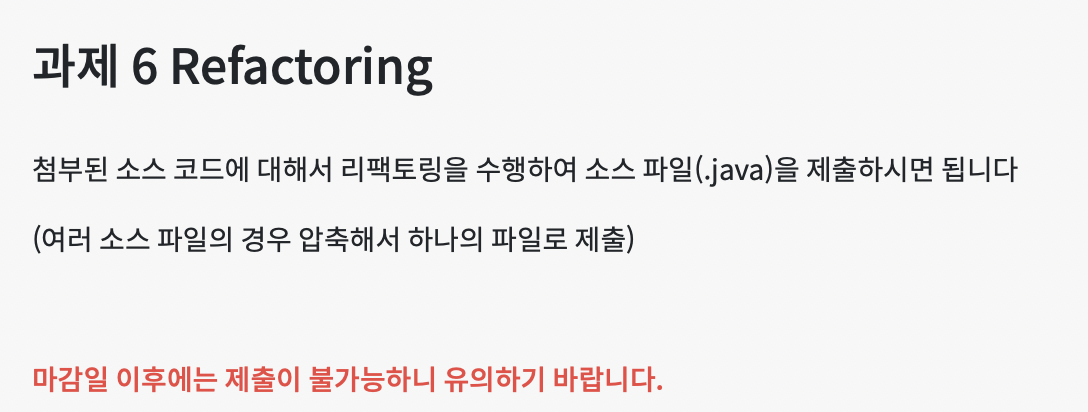 과제 6 Refactoring
첨부된 소스 코드에 대해서 리팩토링을 수행하여 소스 파일(.java)을 제출하시면 됩니다
(여러 소스 파일의 경우 압축해서 하나의 파일로 제출)
마감일 이후에는 제출이 불가능하니 유의하기 바랍니다.